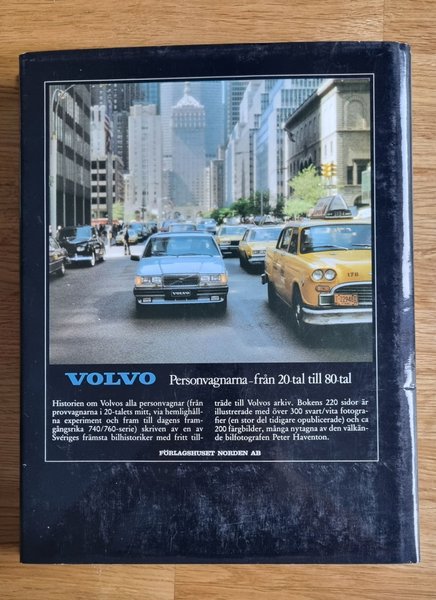 176
VOLVO
VOLVO Personvagnarna–från 20-tal till 80-tal
Historien om Volvos alla personvagnar (från
provvagnarna i 20-talets mitt, via hemlighåll-
na experiment och fram till dagens fram-
gångsrika 740/760-serie) skriven av en av
Sveriges främsta bilhistoriker med fritt till-
träde till Volvos arkiv. Bokens 220 sidor är
illustrerade med över 300 svart/vita fotogra-
fier (en stor del tidigare opublicerade) och ca
200 färgbilder, många nytagna av den välkän-
de bilfotografen Peter Haventon.
FÖRLAGSHUSET NORDEN AB